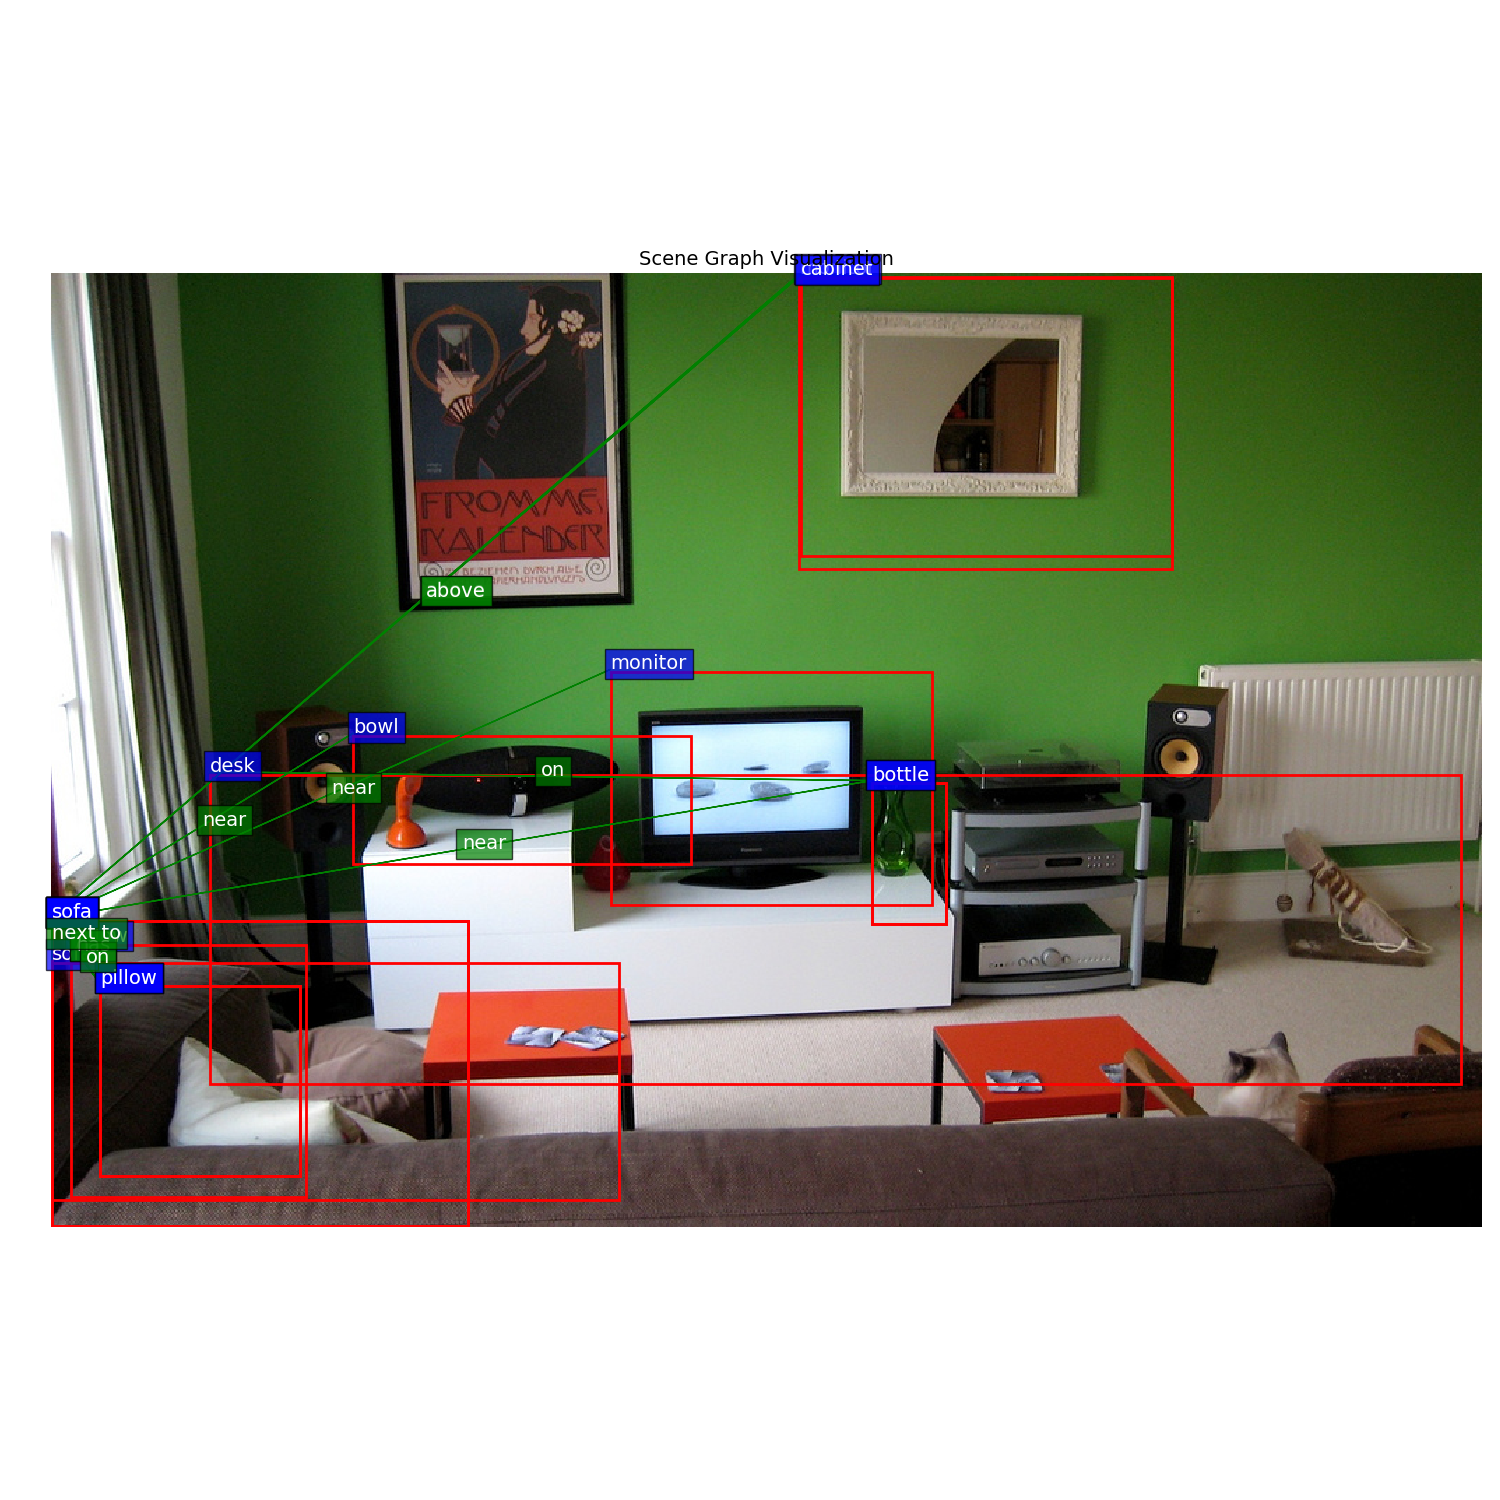 Scene Graph Visualization
cabinet
FROMME
KALENDER
above
monitor
bowl
desk
on
bottle
near
near
near
sofa
next to
on
pillow